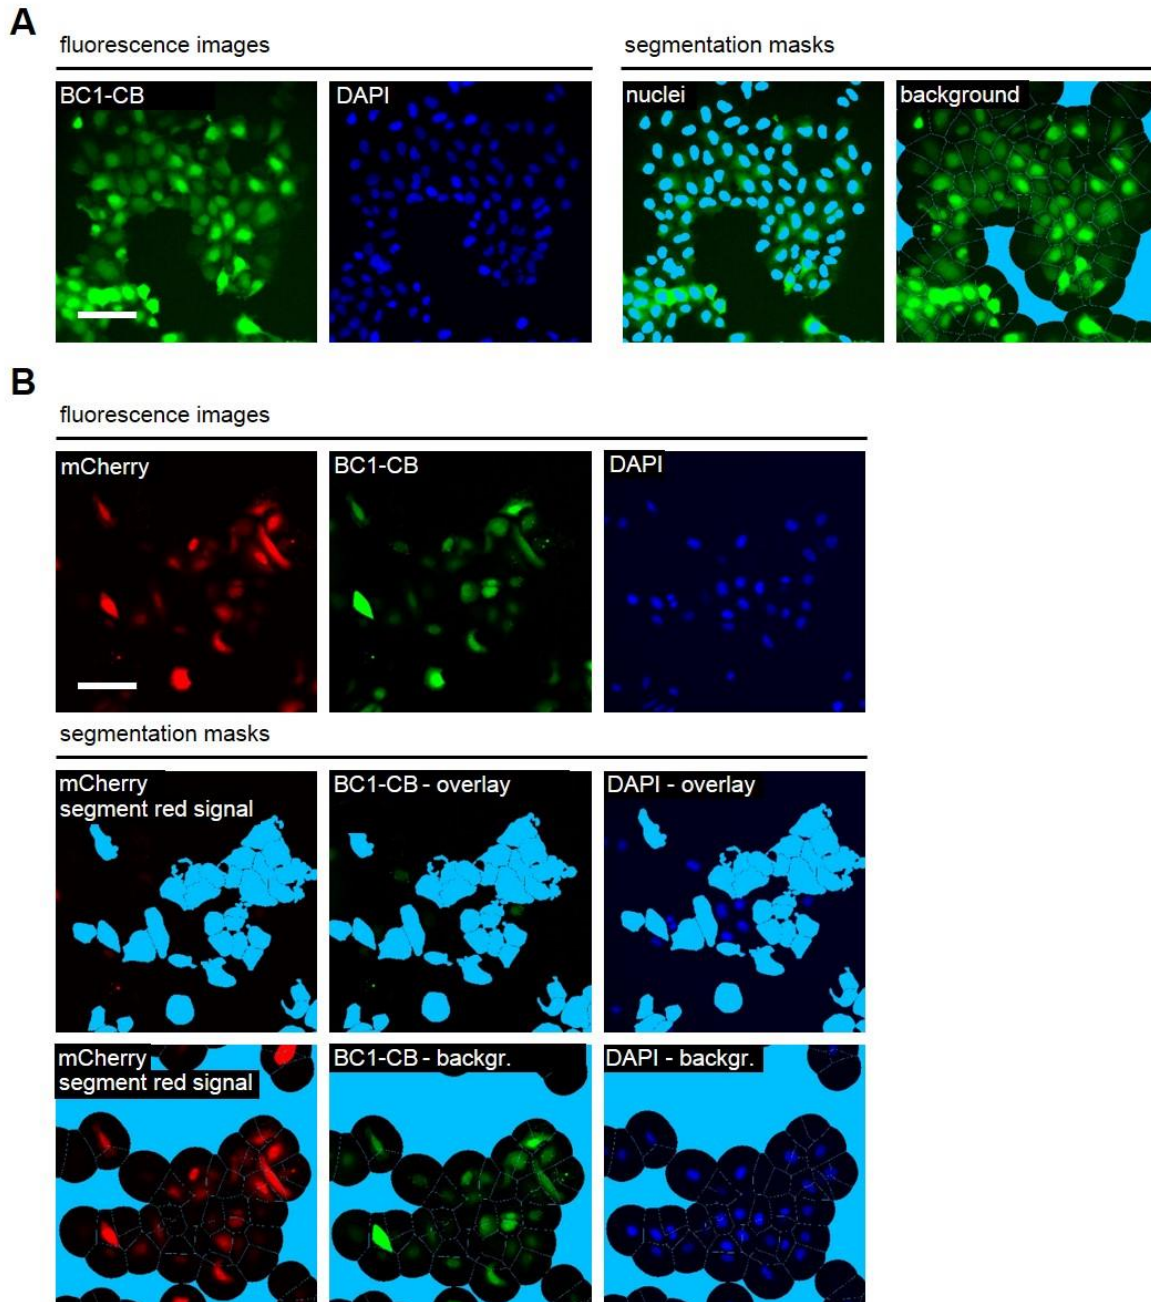 A
fluorescence images
segmentation masks
BC1-CB
DAPI
nuclei
background
B
fluorescence images
mCherry
BC1-CB
DAPI
segmentation masks
mCherry
segment red signal
BC1-CB - overlay
DAPI - overlay
mCherry
segment red signal
BC1-CB - backgr.
DAPI - backgr.